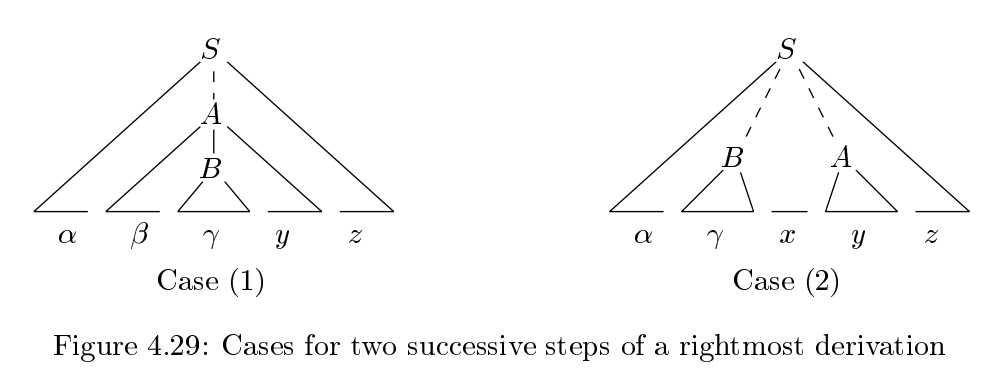 S S
A
B B A
α β γ y z α γ x y z
Case (1) Case (2)
Figure 4.29: Cases for two successive steps of a rightmost derivation